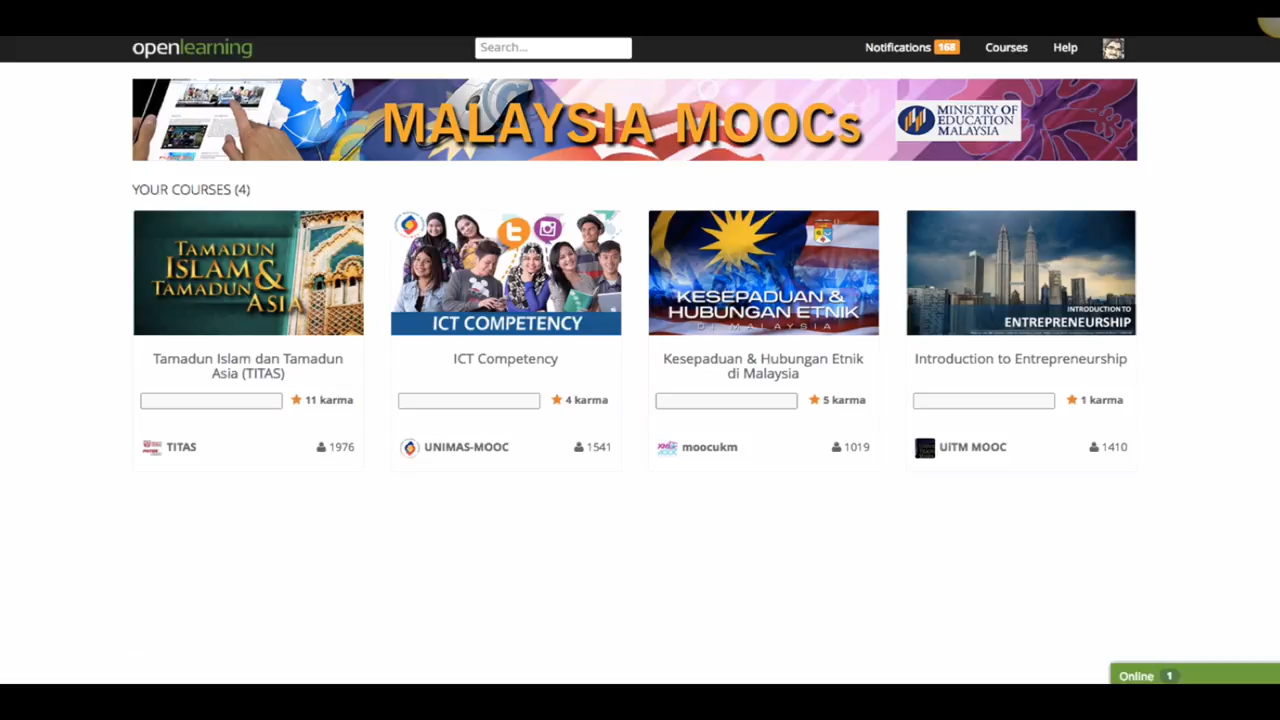 openlearning
Search...
Notifications 168
Courses
Help
MALAYSIA MOOCs
MINISTRY OF
EDUCATION
MALAYSIA
YOUR COURSES (4)
TAMADUN
ISLAM &
TAMADUN
ASIA
ICT COMPETENCY
KESEPADUAN &
HUBUNGAN ETNIK
DI MALAYSIA
INTRODUCTION TO
ENTREPRENEURSHIP
Tamadun Islam dan Tamadun
Asia (TITAS)
ICT Competency
Kesepaduan & Hubungan Etnik
di Malaysia
Introduction to Entrepreneurship
11 karma
4 karma
5 karma
1 karma
TITAS
1976
UNIMAS-MOOC
1541
moocukm
1019
UiTM MOOC
1410
Online 1